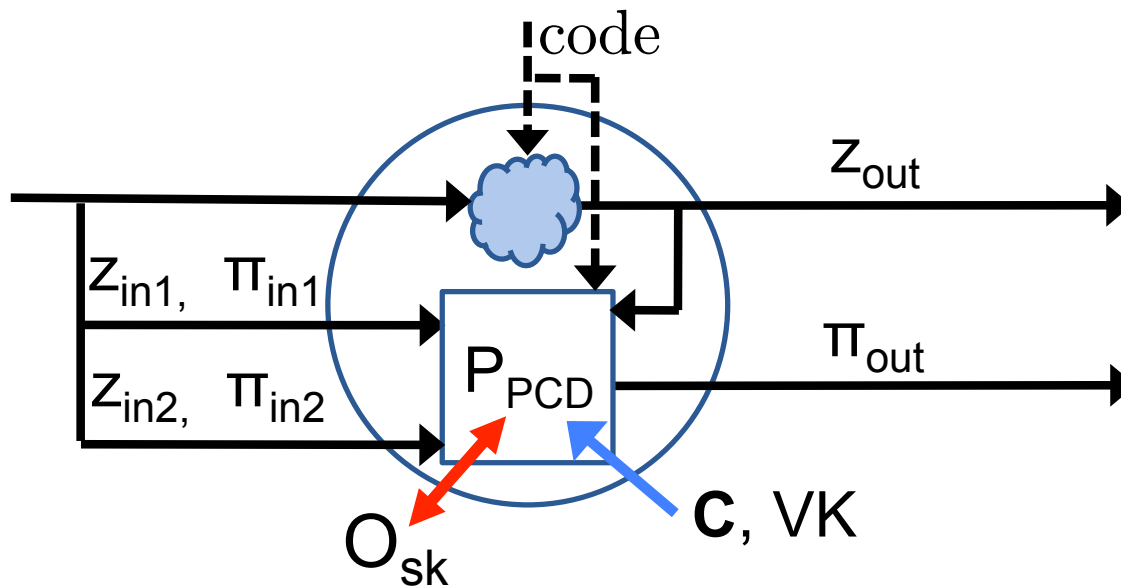 code
z_out
z_in1, π_in1
π_out
z_in2, π_in2
P_PCD
C, VK
O_sk